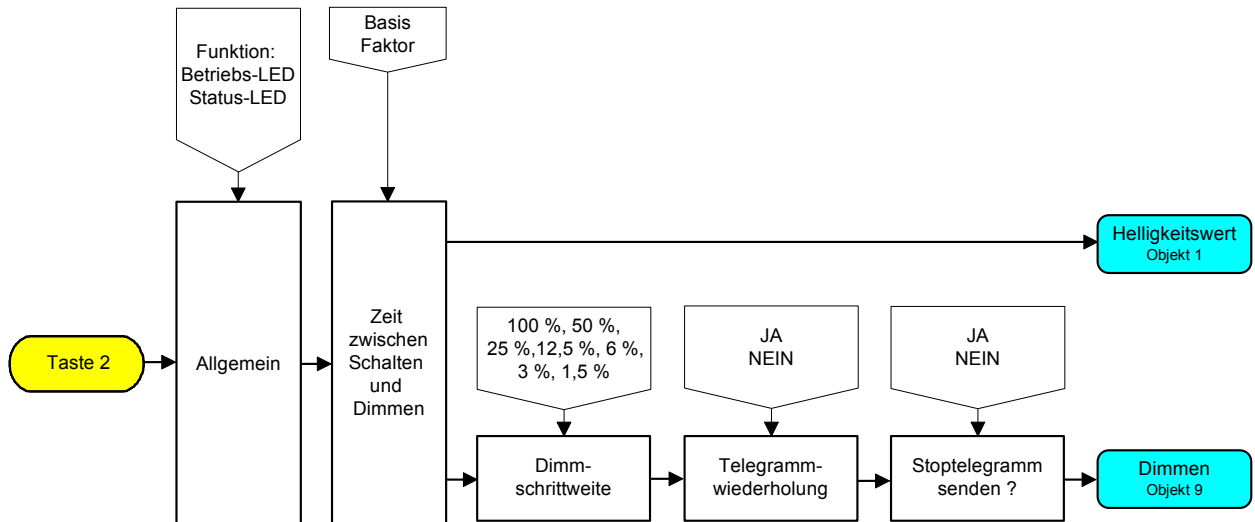 Funktion:
Betriebs-LED
Status-LED
Basis
Faktor
Taste 2
Allgemein
Zeit
zwischen
Schalten
und
Dimmen
Helligkeitswert
Objekt 1
100 %, 50 %,
25 %,12,5 %, 6 %,
3 %, 1,5 %
JA
NEIN
JA
NEIN
Dimm-
schrittweite
Telegramm-
wiederholung
Stoptelegramm
senden ?
Dimmen
Objekt 9